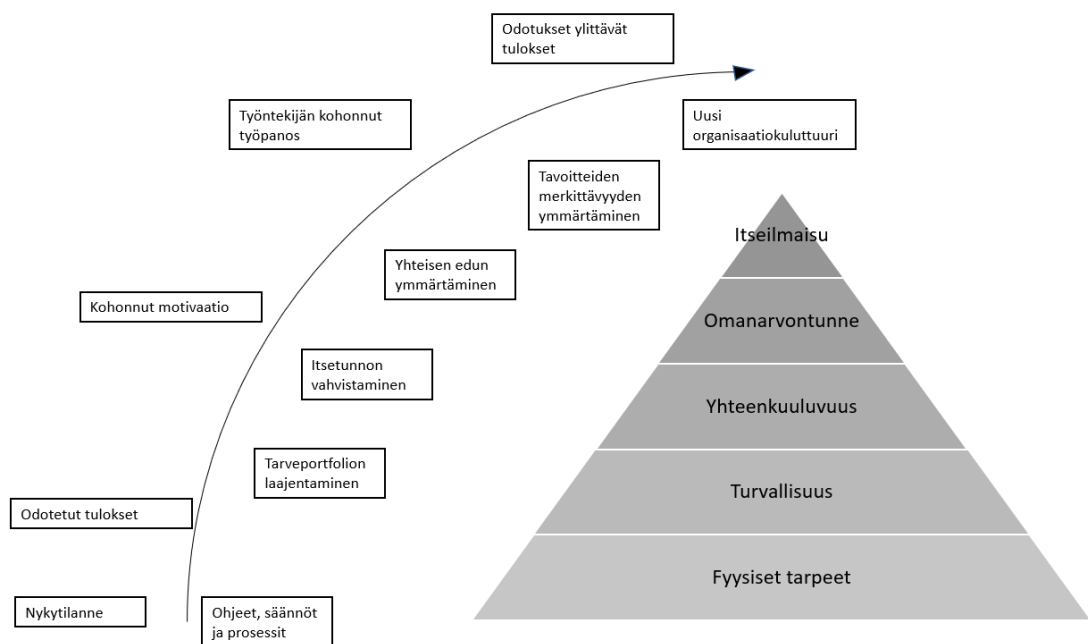 Odotukset ylittävät
tulokset
Työntekijän kohonnut
työpanos
Uusi
organisaatiokuluttuuri
Tavoitteiden
merkittävyyden
ymmärtäminen
Itseilmaisu
Yhteisen edun
ymmärtäminen
Kohonnut motivaatio
Omanarvontunne
Itsetunnon
vahvistaminen
Yhteenkuuluvuus
Tarveportfolion
laajentaminen
Turvallisuus
Odotetut tulokset
Fyysiset tarpeet
Nykytilanne
Ohjeet, säännöt
ja prosessit